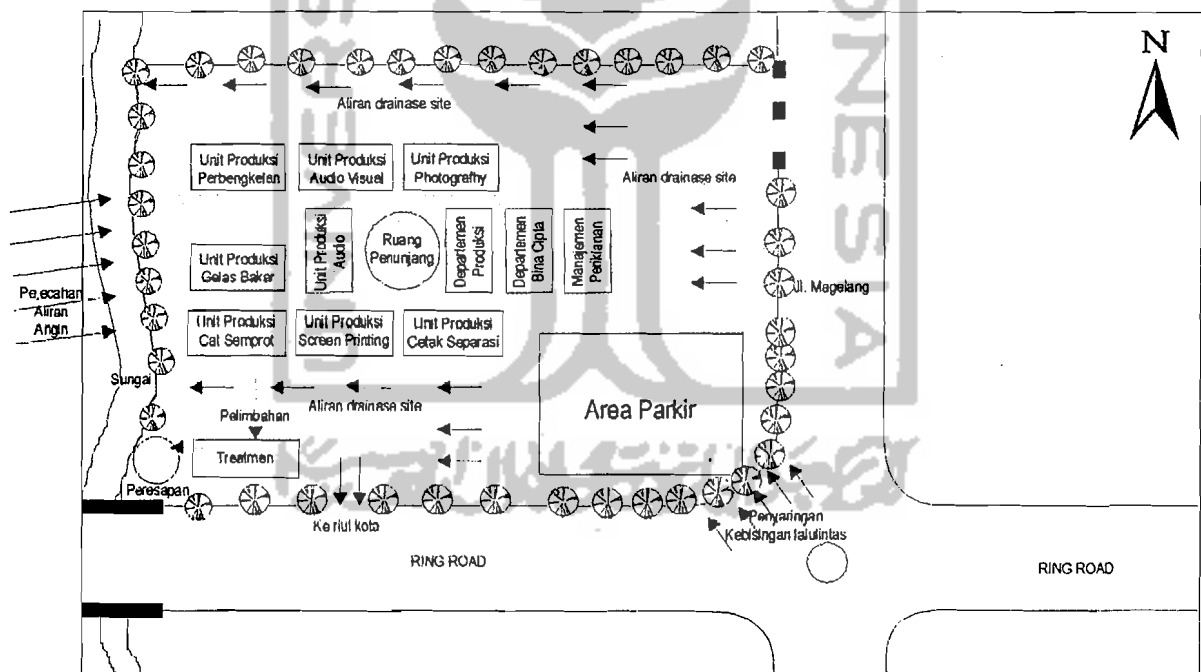 N
Aliran drainase site
Unit Produksi
Perbengkelan
Unit Produksi
Audio Visual
Unit Produksi
Photografhy
Aliran drainase site
Unit Produksi
Gelas Baker
Unit Produksi
Audio
Ruang
Penunjang
Departemen
Produksi
Departemen
Bina Cipta
Manajemen
Periklanan
Jl. Magelang
Pemecahan
Aliran
Angin
Unit Produksi
Cat Semprot
Unit Produksi
Screen Printing
Unit Produksi
Cetak Separasi
Sungai
Aliran drainase site
Pelimbahan
Area Parkir
Treatmen
Peresapan
Ke riul kota
Penyaringan
Kebisingan lalulintas
RING ROAD
RING ROAD
ONESIA